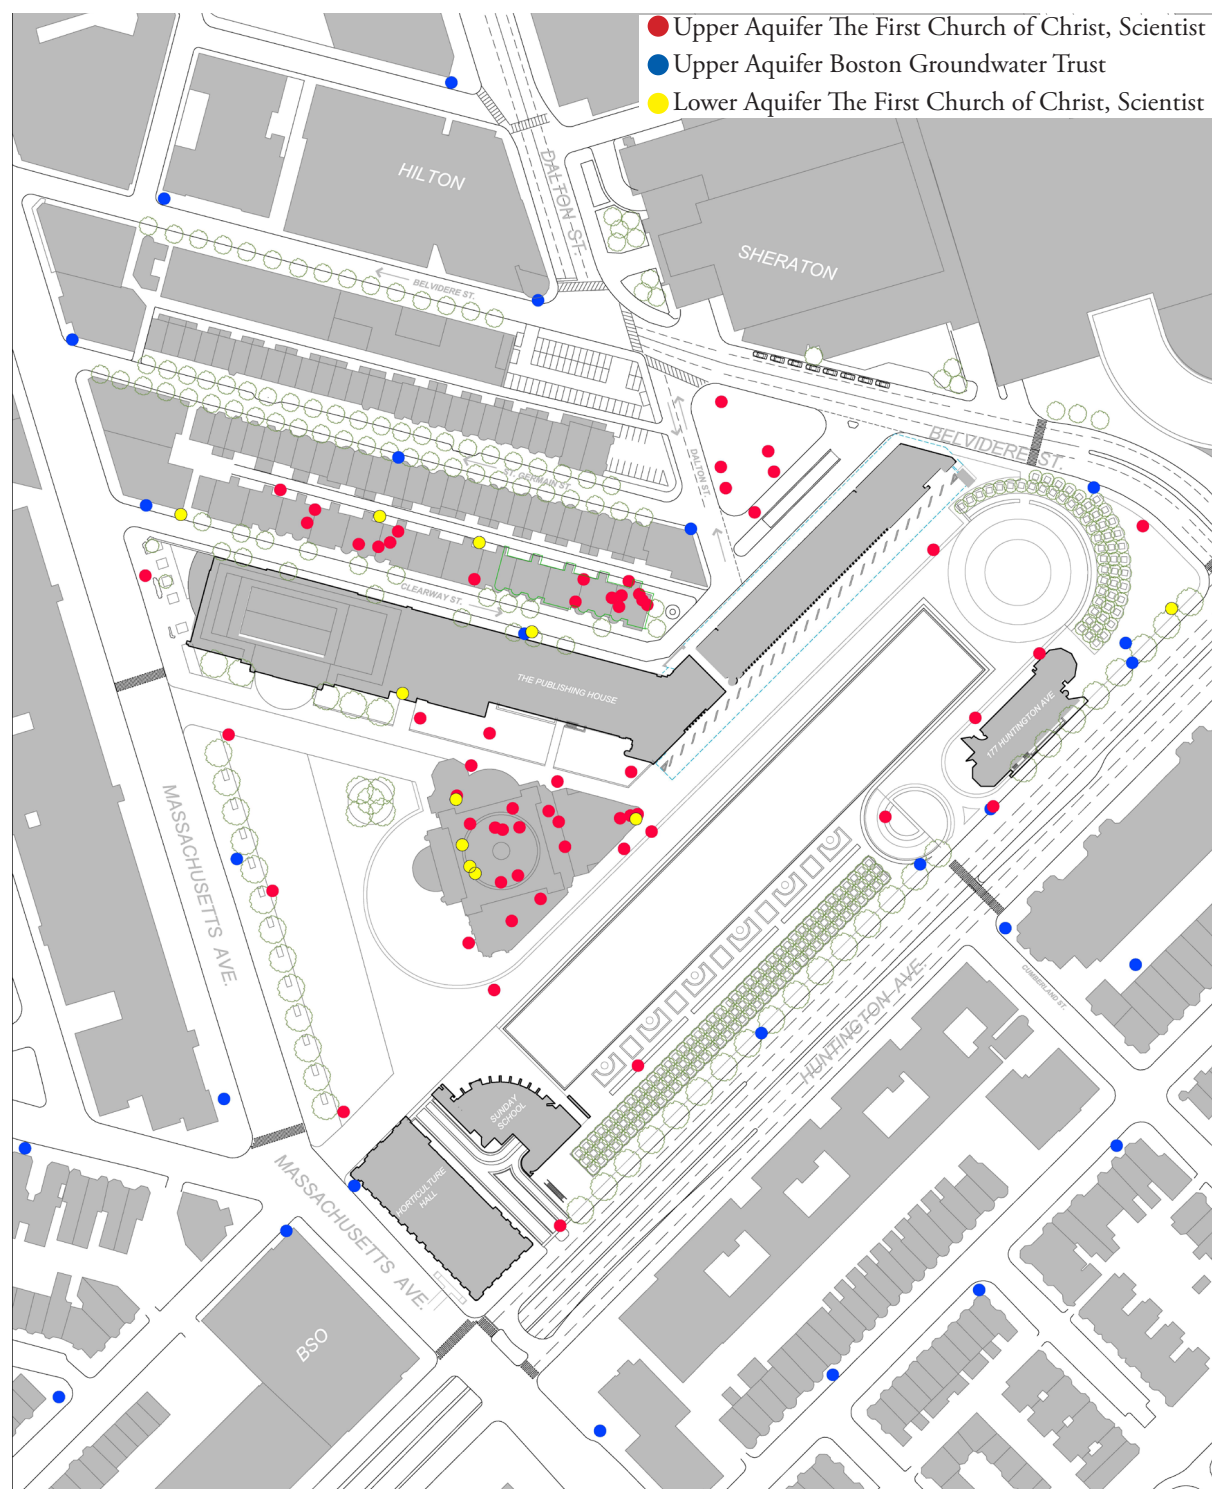 Upper Aquifer The First Church of Christ, Scientist
Upper Aquifer Boston Groundwater Trust
Lower Aquifer The First Church of Christ, Scientist
HILTON
DALTON ST.
SHERATON
BELVIDERE ST.
BELVIDERE ST.
DALTON ST.
ST. GERMAIN ST.
CLEARWAY ST.
THE PUBLISHING HOUSE
177 HUNTINGTON AVE
MASSACHUSETTS AVE.
HUNTINGTON AVE.
CUMBERLAND ST.
SUNDAY
SCHOOL
HORTICULTURE
HALL
MASSACHUSETTS AVE.
BSO